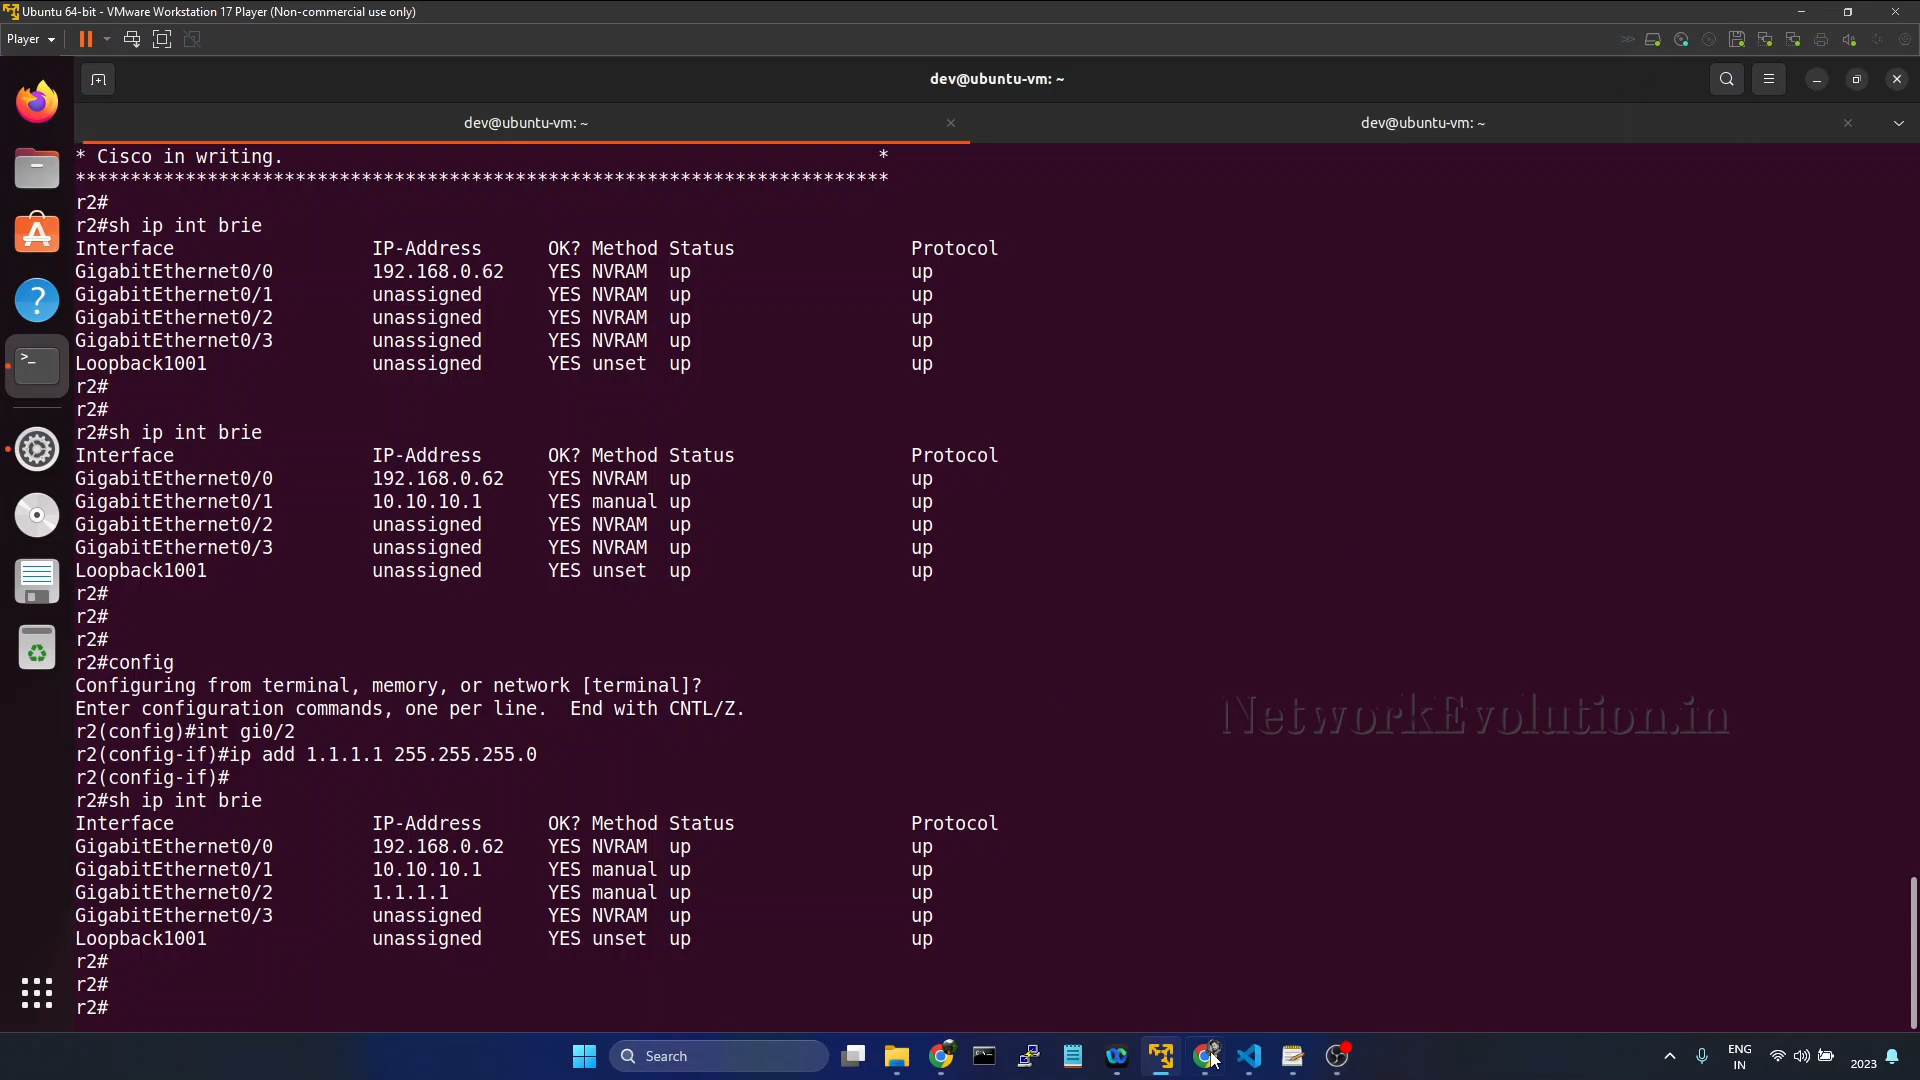 Ubuntu 64-bit - VMware Workstation 17 Player (Non-commercial use only)
Player
dev@ubuntu-vm: ~
dev@ubuntu-vm: ~
dev@ubuntu-vm: ~
* Cisco in writing.                                                      *
**************************************************************************
r2#
r2#sh ip int brie
Interface                  IP-Address      OK? Method Status                Protocol
GigabitEthernet0/0         192.168.0.62    YES NVRAM  up                    up
GigabitEthernet0/1         unassigned      YES NVRAM  up                    up
GigabitEthernet0/2         unassigned      YES NVRAM  up                    up
GigabitEthernet0/3         unassigned      YES NVRAM  up                    up
Loopback1001               unassigned      YES unset  up                    up
r2#
r2#
r2#sh ip int brie
Interface                  IP-Address      OK? Method Status                Protocol
GigabitEthernet0/0         192.168.0.62    YES NVRAM  up                    up
GigabitEthernet0/1         10.10.10.1      YES manual up                    up
GigabitEthernet0/2         unassigned      YES NVRAM  up                    up
GigabitEthernet0/3         unassigned      YES NVRAM  up                    up
Loopback1001               unassigned      YES unset  up                    up
r2#
r2#
r2#
r2#config
Configuring from terminal, memory, or network [terminal]?
Enter configuration commands, one per line.  End with CNTL/Z.
r2(config)#int gi0/2
r2(config-if)#ip add 1.1.1.1 255.255.255.0
r2(config-if)#
r2#sh ip int brie
Interface                  IP-Address      OK? Method Status                Protocol
GigabitEthernet0/0         192.168.0.62    YES NVRAM  up                    up
GigabitEthernet0/1         10.10.10.1      YES manual up                    up
GigabitEthernet0/2         1.1.1.1         YES manual up                    up
GigabitEthernet0/3         unassigned      YES NVRAM  up                    up
Loopback1001               unassigned      YES unset  up                    up
r2#
r2#
r2#
NetworkEvolution.in
Search
ENG
IN
2023